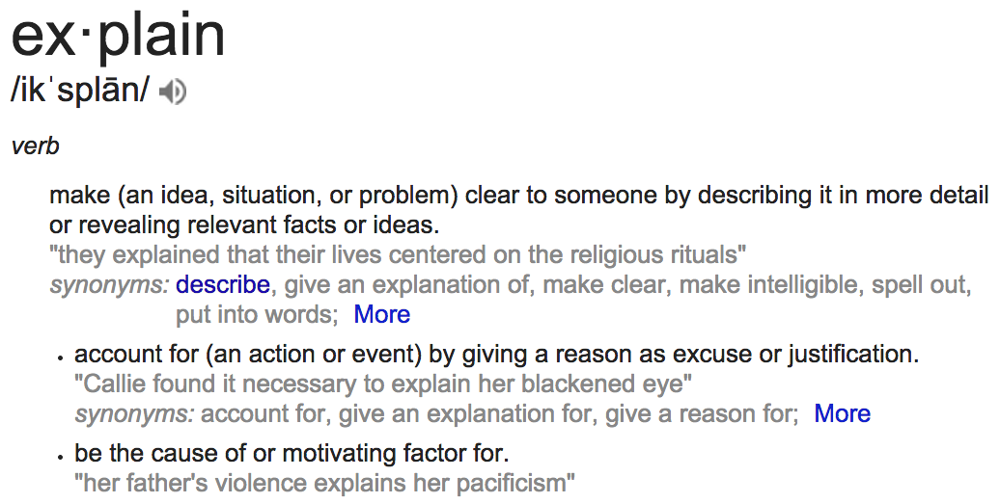 ex·plain
/ikˈsplān/
verb
make (an idea, situation, or problem) clear to someone by describing it in more detail
or revealing relevant facts or ideas.
"they explained that their lives centered on the religious rituals"
synonyms: describe, give an explanation of, make clear, make intelligible, spell out,
put into words;  More
• account for (an action or event) by giving a reason as excuse or justification.
"Callie found it necessary to explain her blackened eye"
synonyms: account for, give an explanation for, give a reason for;  More
• be the cause of or motivating factor for.
"her father's violence explains her pacificism"